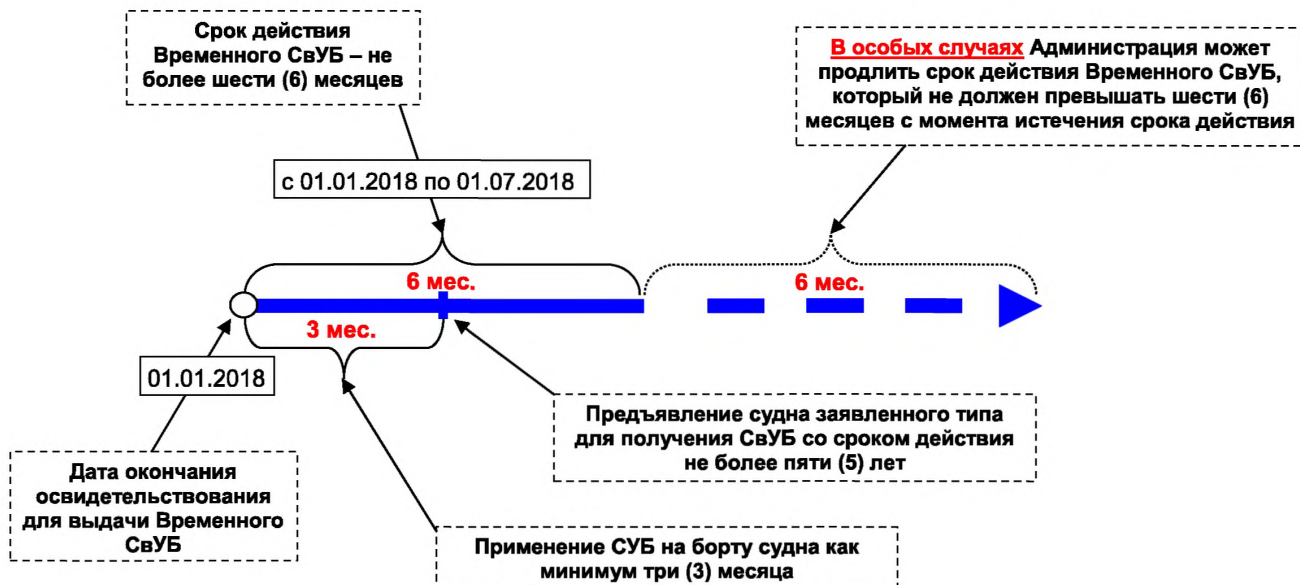 Срок действия
Временного СвУБ – не
более шести (6) месяцев
В особых случаях Администрация может
продлить срок действия Временного СвУБ,
который не должен превышать шести (6)
месяцев с момента истечения срока действия
с 01.01.2018 по 01.07.2018
6 мес.
6 мес.
3 мес.
01.01.2018
Предъявление судна заявленного типа
для получения СвУБ со сроком действия
не более пяти (5) лет
Дата окончания
освидетельствования
для выдачи Временного
СвУБ
Применение СУБ на борту судна как
минимум три (3) месяца